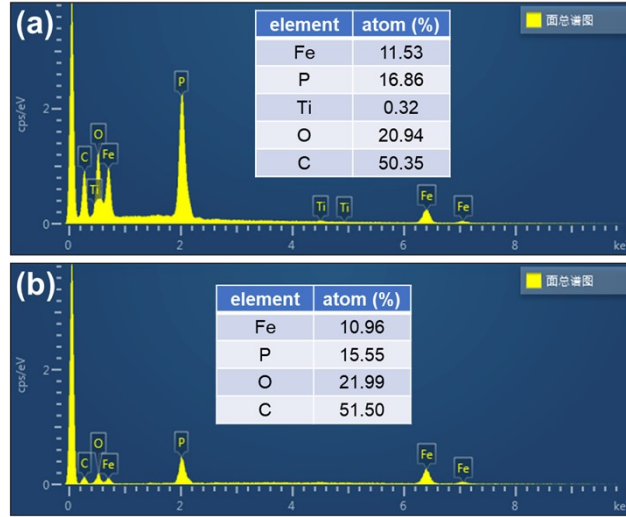 (a)
面总谱图
element atom (%)
Fe 11.53
P 16.86
Ti 0.32
O 20.94
C 50.35
cps/eV
2
0
C
Ti
O
Fe
P
Ti
Ti
Fe
Fe
0 2 4 6 8 ke
(b)
面总谱图
element atom (%)
Fe 10.96
P 15.55
O 21.99
C 51.50
cps/eV
2
0
C
O
Fe
P
Fe
Fe
0 2 4 6 8 ke